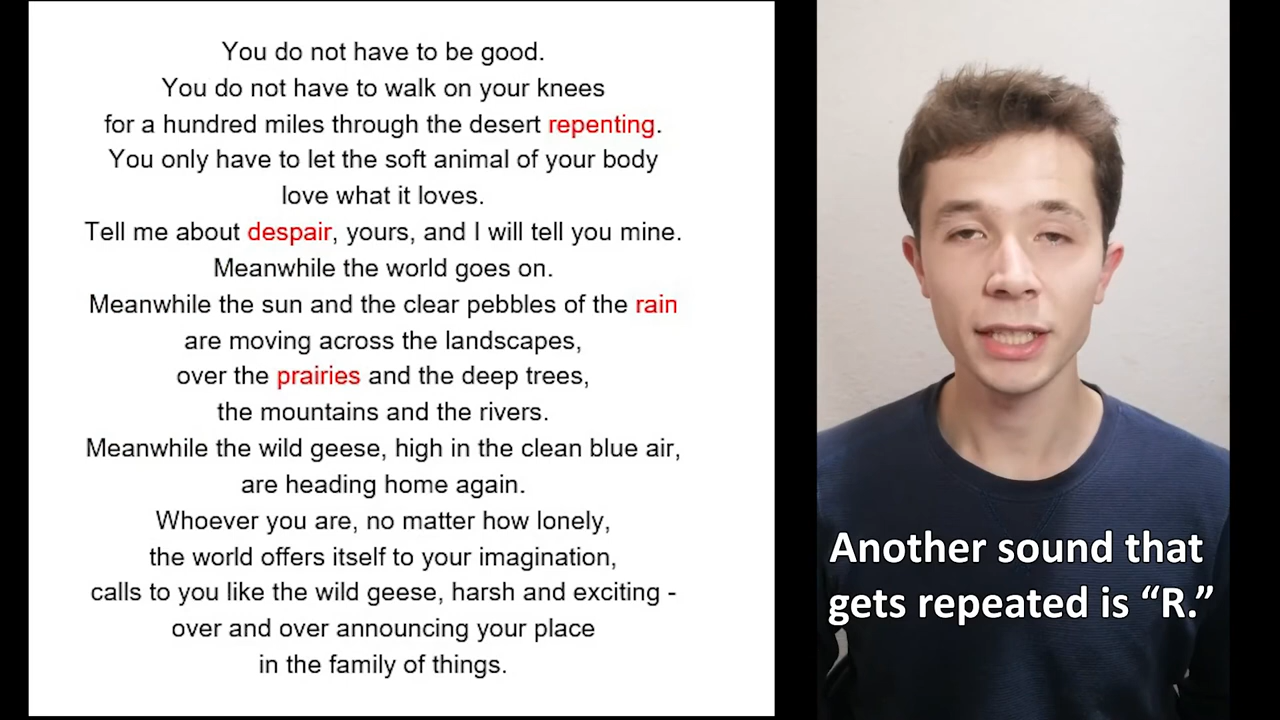 You do not have to be good.
You do not have to walk on your knees
for a hundred miles through the desert repenting.
You only have to let the soft animal of your body
love what it loves.
Tell me about despair, yours, and I will tell you mine.
Meanwhile the world goes on.
Meanwhile the sun and the clear pebbles of the rain
are moving across the landscapes,
over the prairies and the deep trees,
the mountains and the rivers.
Meanwhile the wild geese, high in the clean blue air,
are heading home again.
Whoever you are, no matter how lonely,
the world offers itself to your imagination,
calls to you like the wild geese, harsh and exciting -
over and over announcing your place
in the family of things.
Another sound that
gets repeated is “R.”